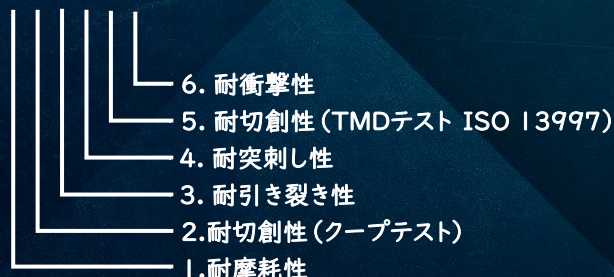 6. 耐衝撃性
5. 耐切創性（TMDテスト ISO 13997）
4. 耐突刺し性
3. 耐引き裂き性
2.耐切創性（クープテスト）
1.耐摩耗性